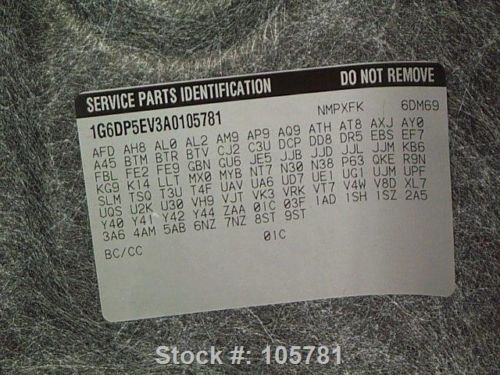 SERVICE PARTS IDENTIFICATION DO NOT REMOVE
1G6DP5EV3A0105781 NMPXFK 6DM69
AFD AH8 AL0 AL2 AM9 AP9 AQ9 ATH AT8 AXJ AY0
A45 BTM BTR BTV CJ2 C3U DCP DD8 DR5 EBS EF7
FBL FE2 FE9 GBN GU6 JE5 JJB JJD JJL JJM KB6
KG9 K14 LLT MX0 MYB NT7 N30 N38 P63 QKE R9N
SLM TSQ T3U T4F UAV UA6 UD7 UE1 UG1 UJM UPF
UQS U2K U30 VH9 VJT VK3 VRK VT7 V4W V8D XL7
Y40 Y41 Y42 Y44 ZAA 01C 03F 1AD 1SH 1SZ 2A5
3A6 4AM 5AB 6NZ 7NZ 8ST 9ST
01C
BC/CC
Stock #: 105781